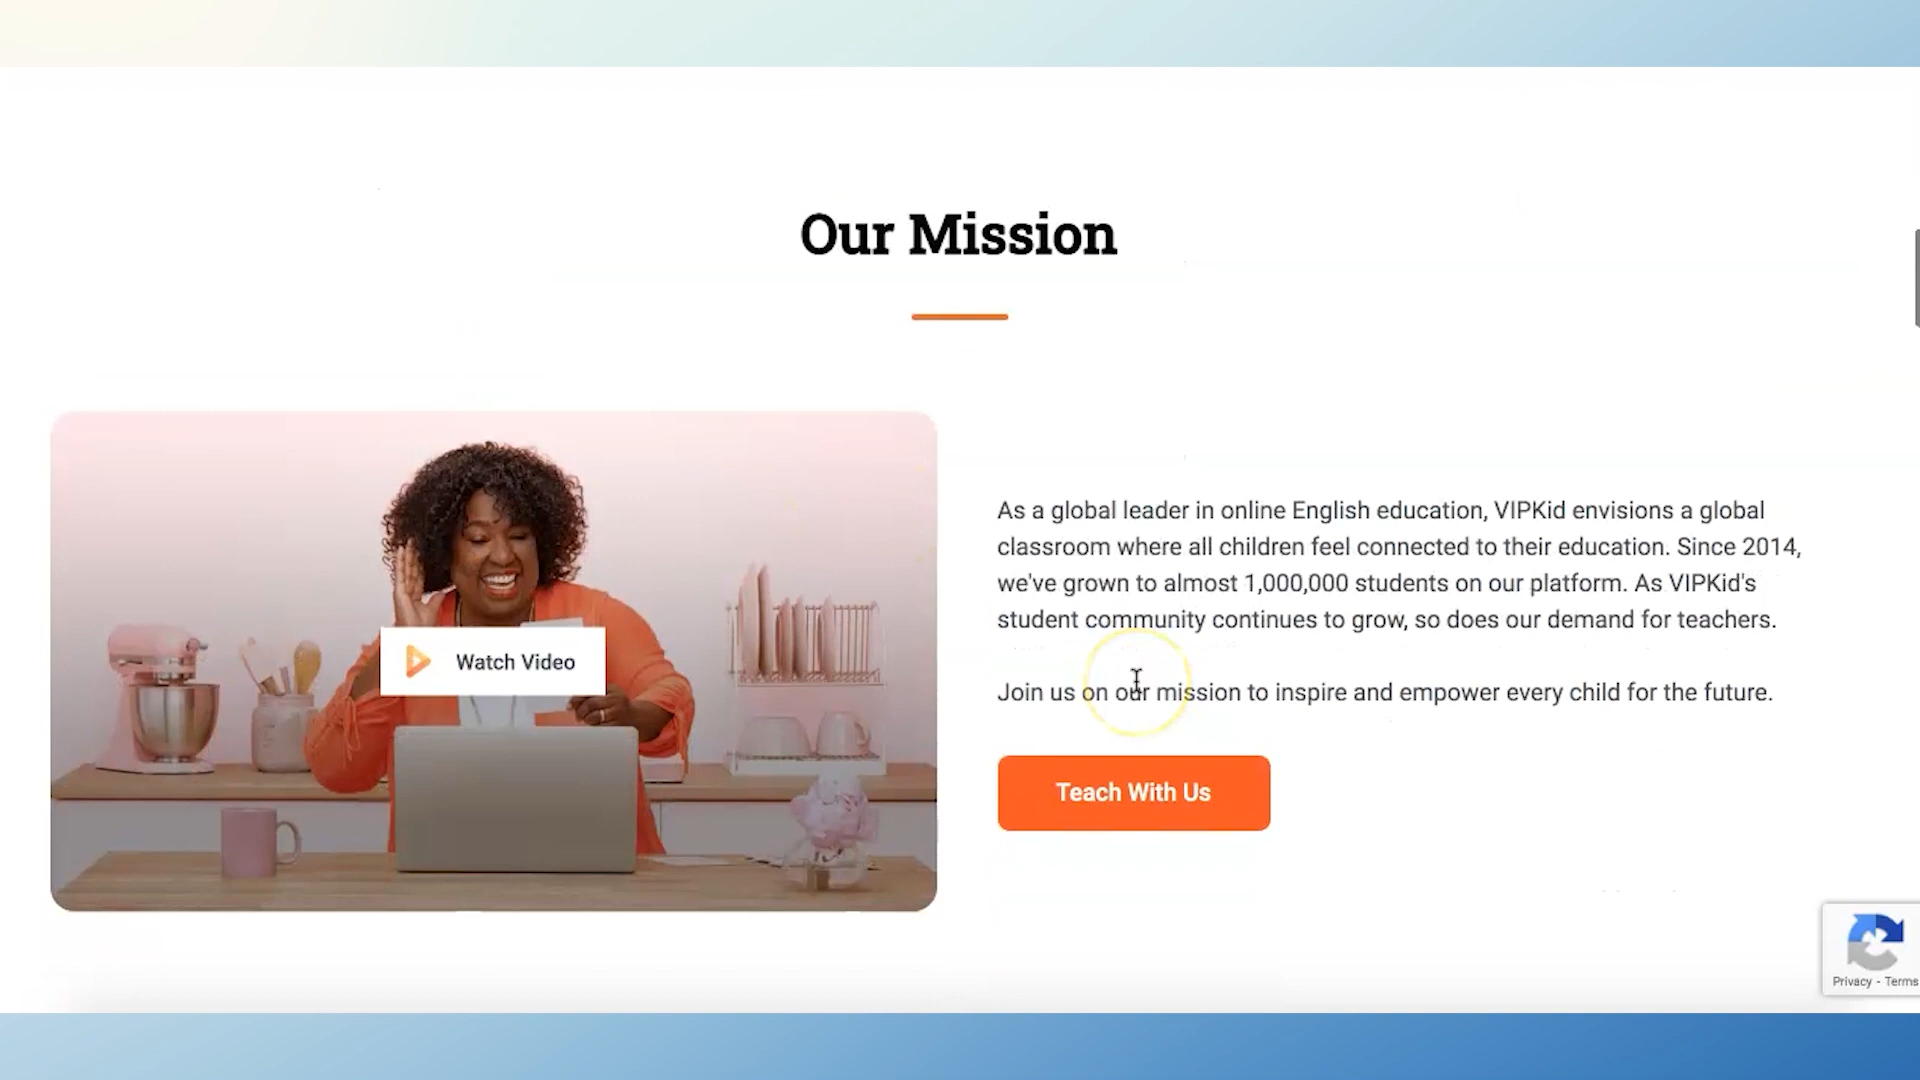 Our Mission
Watch Video
As a global leader in online English education, VIPKid envisions a global
classroom where all children feel connected to their education. Since 2014,
we've grown to almost 1,000,000 students on our platform. As VIPKid's
student community continues to grow, so does our demand for teachers.
Join us on our mission to inspire and empower every child for the future.
Teach With Us
Privacy - Terms